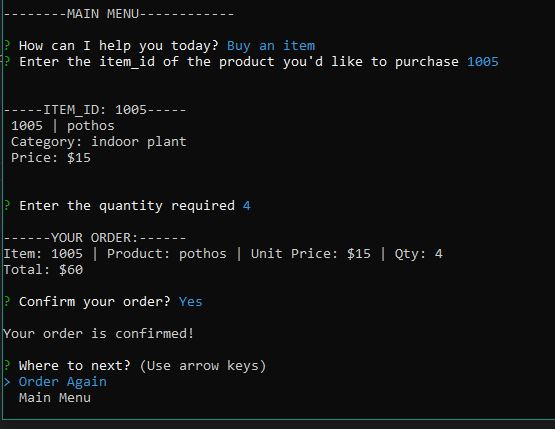 --------MAIN MENU------------
? How can I help you today? Buy an item
? Enter the item_id of the product you'd like to purchase 1005
-----ITEM_ID: 1005-----
1005 | pothos
Category: indoor plant
Price: $15
? Enter the quantity required 4
------YOUR ORDER:------
Item: 1005 | Product: pothos | Unit Price: $15 | Qty: 4
Total: $60
? Confirm your order? Yes
Your order is confirmed!
? Where to next? (Use arrow keys)
> Order Again
Main Menu